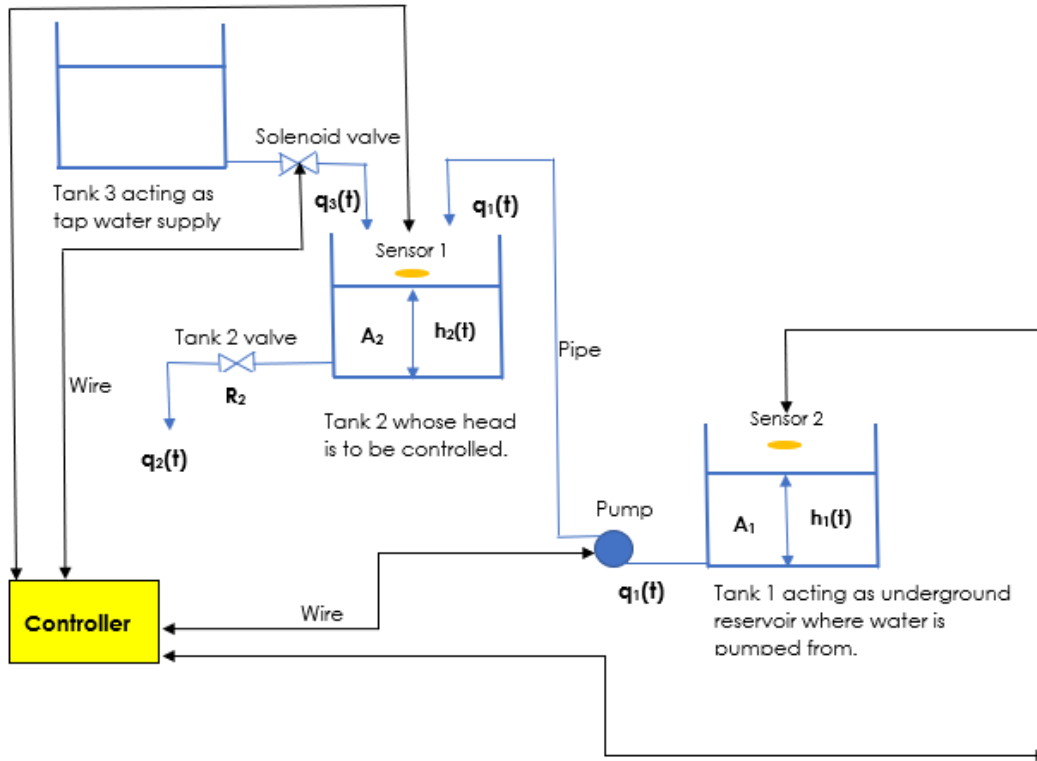 Solenoid valve
Tank 3 acting as
tap water supply
q₃(t)
q₁(t)
Sensor 1
A₂
h₂(t)
Tank 2 valve
R₂
q₂(t)
Wire
Pipe
Tank 2 whose head
is to be controlled.
Sensor 2
A₁
h₁(t)
Pump
q₁(t)
Tank 1 acting as underground
reservoir where water is
pumped from.
Controller
Wire